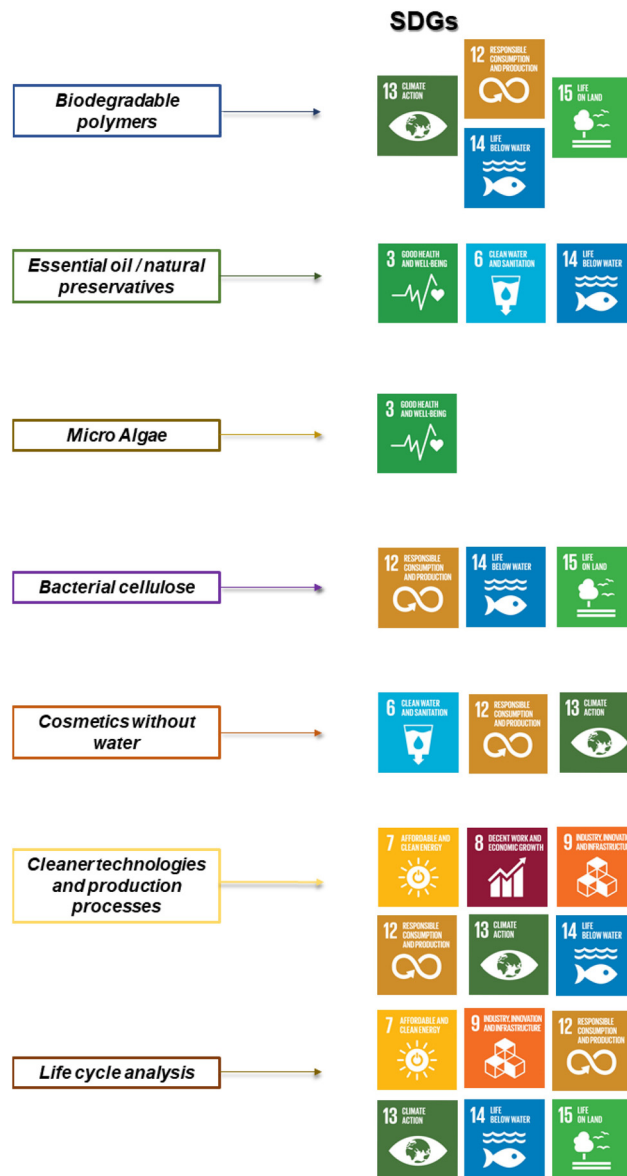 SDGs
Biodegradable
polymers
13 CLIMATE
ACTION
12 RESPONSIBLE
CONSUMPTION
AND PRODUCTION
15 LIFE
ON LAND
14 LIFE
BELOW WATER
Essential oil / natural
preservatives
3 GOOD HEALTH
AND WELL-BEING
6 CLEAN WATER
AND SANITATION
14 LIFE
BELOW WATER
Micro Algae
3 GOOD HEALTH
AND WELL-BEING
Bacterial cellulose
12 RESPONSIBLE
CONSUMPTION
AND PRODUCTION
14 LIFE
BELOW WATER
15 LIFE
ON LAND
Cosmetics without
water
6 CLEAN WATER
AND SANITATION
12 RESPONSIBLE
CONSUMPTION
AND PRODUCTION
13 CLIMATE
ACTION
Cleaner technologies
and production
processes
7 AFFORDABLE AND
CLEAN ENERGY
8 DECENT WORK AND
ECONOMIC GROWTH
9 INDUSTRY, INNOVATION
AND INFRASTRUCTURE
12 RESPONSIBLE
CONSUMPTION
AND PRODUCTION
13 CLIMATE
ACTION
14 LIFE
BELOW WATER
Life cycle analysis
7 AFFORDABLE AND
CLEAN ENERGY
9 INDUSTRY, INNOVATION
AND INFRASTRUCTURE
12 RESPONSIBLE
CONSUMPTION
AND PRODUCTION
13 CLIMATE
ACTION
14 LIFE
BELOW WATER
15 LIFE
ON LAND